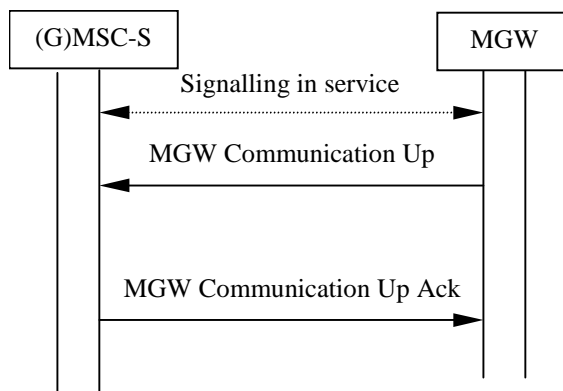 (G)MSC-S
MGW
Signalling in service
MGW Communication Up
MGW Communication Up Ack